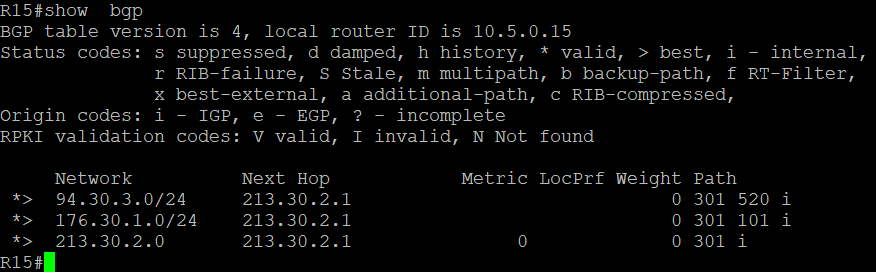 R15#show  bgp
BGP table version is 4, local router ID is 10.5.0.15
Status codes: s suppressed, d damped, h history, * valid, > best, i - internal,
              r RIB-failure, S Stale, m multipath, b backup-path, f RT-Filter,
              x best-external, a additional-path, c RIB-compressed,
Origin codes: i - IGP, e - EGP, ? - incomplete
RPKI validation codes: V valid, I invalid, N Not found

     Network          Next Hop            Metric LocPrf Weight Path
 *>  94.30.3.0/24     213.30.2.1                             0 301 520 i
 *>  176.30.1.0/24    213.30.2.1                             0 301 101 i
 *>  213.30.2.0       213.30.2.1               0             0 301 i
R15#